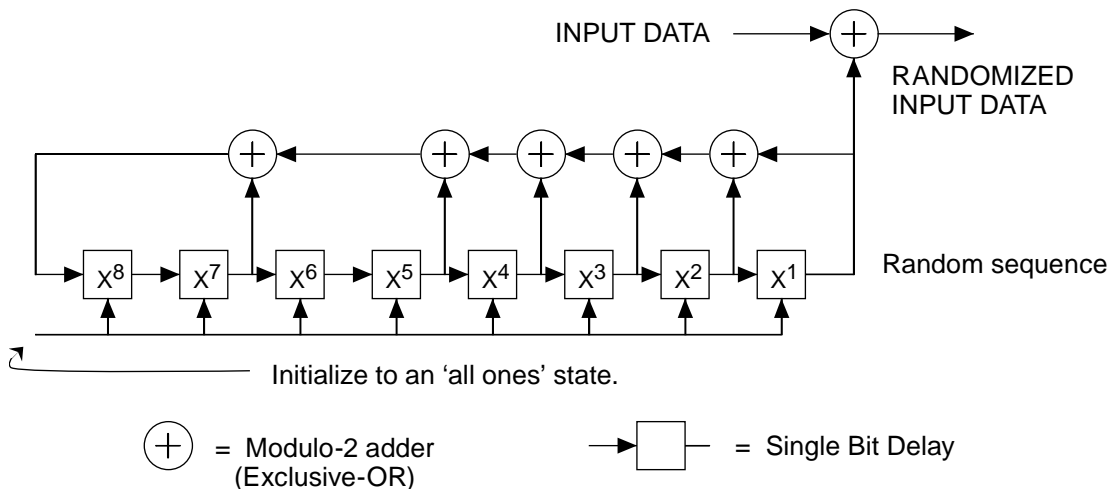 INPUT DATA
RANDOMIZED
INPUT DATA
X⁸ X⁷ X⁶ X⁵ X⁴ X³ X² X¹
Random sequence
Initialize to an ‘all ones’ state.
= Modulo-2 adder
(Exclusive-OR)
= Single Bit Delay